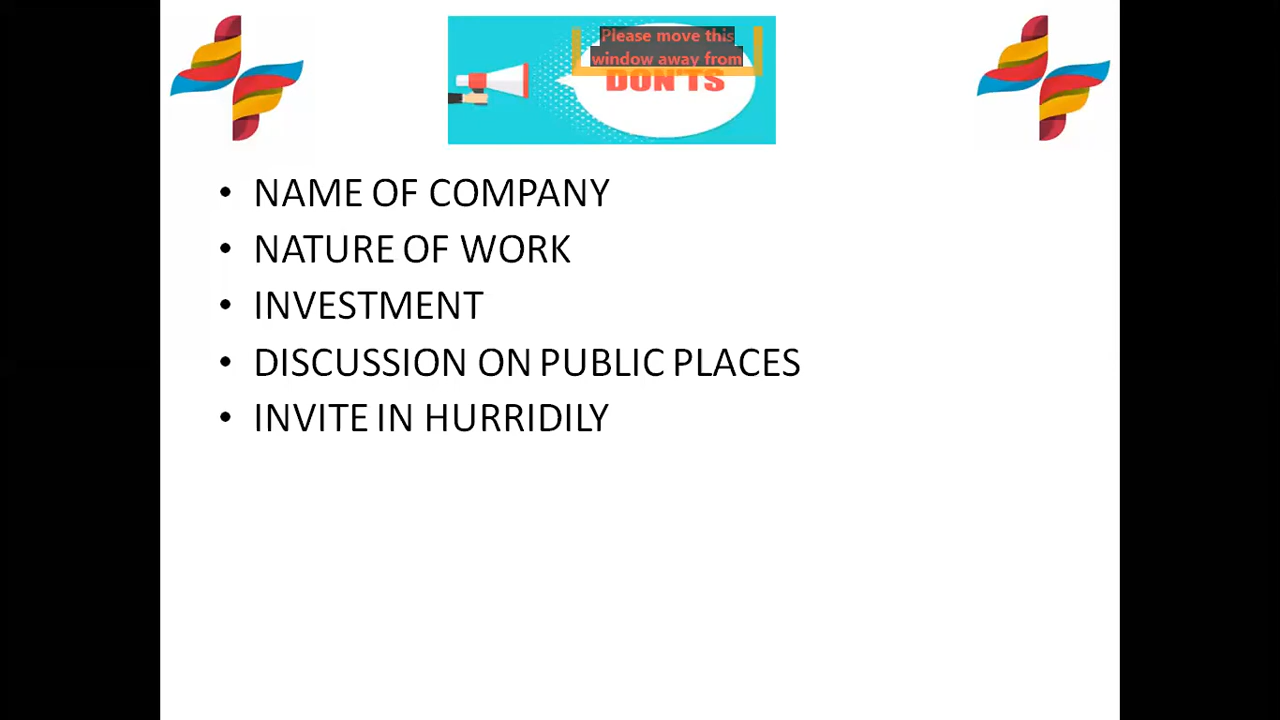 Please move this
window away from
DON'TS
• NAME OF COMPANY
• NATURE OF WORK
• INVESTMENT
• DISCUSSION ON PUBLIC PLACES
• INVITE IN HURRIDILY